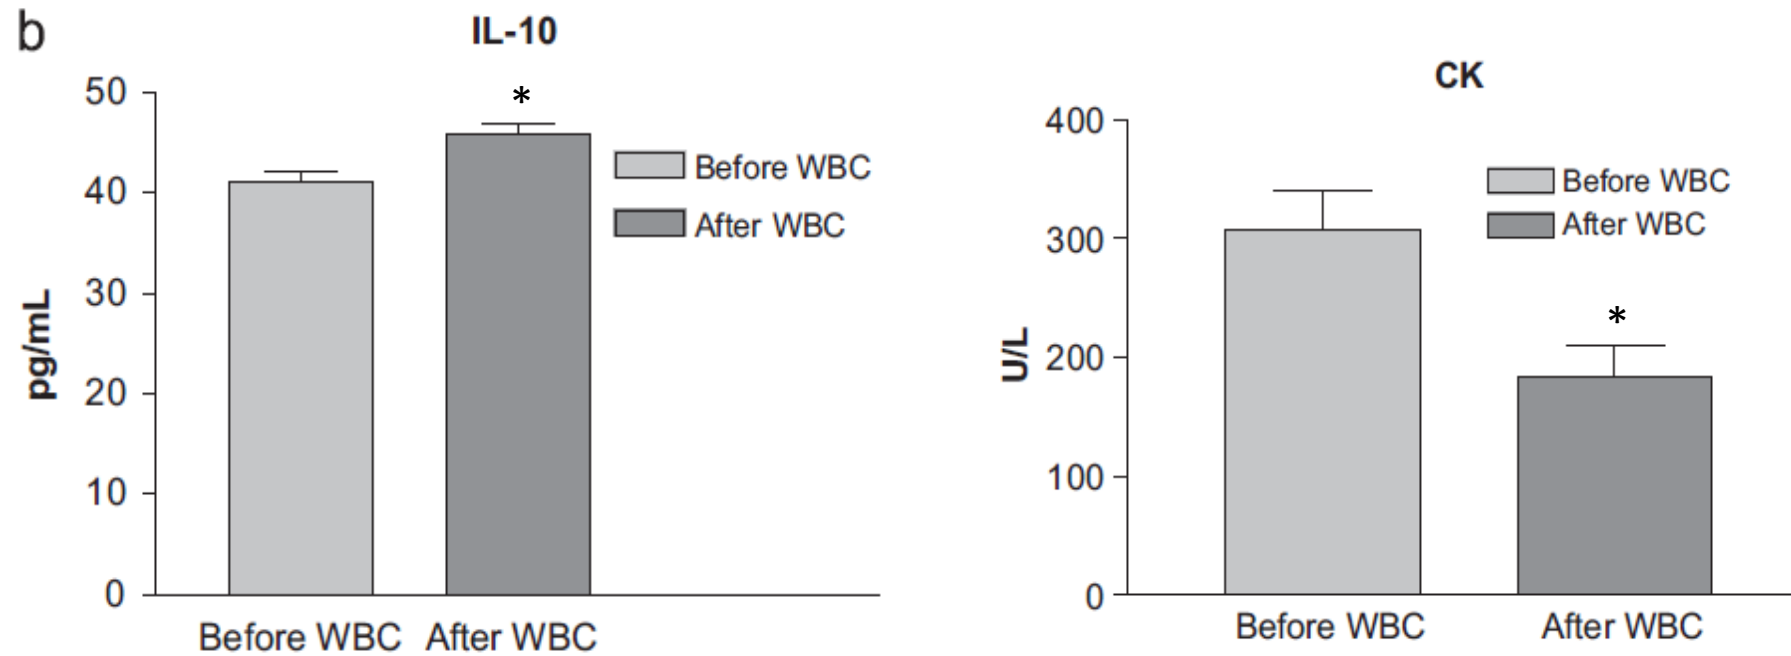 b
IL-10
50
40
30
20
10
0
pg/mL
*
Before WBC
After WBC
Before WBC After WBC
CK
400
300
200
100
0
U/L
*
Before WBC
After WBC
Before WBC After WBC